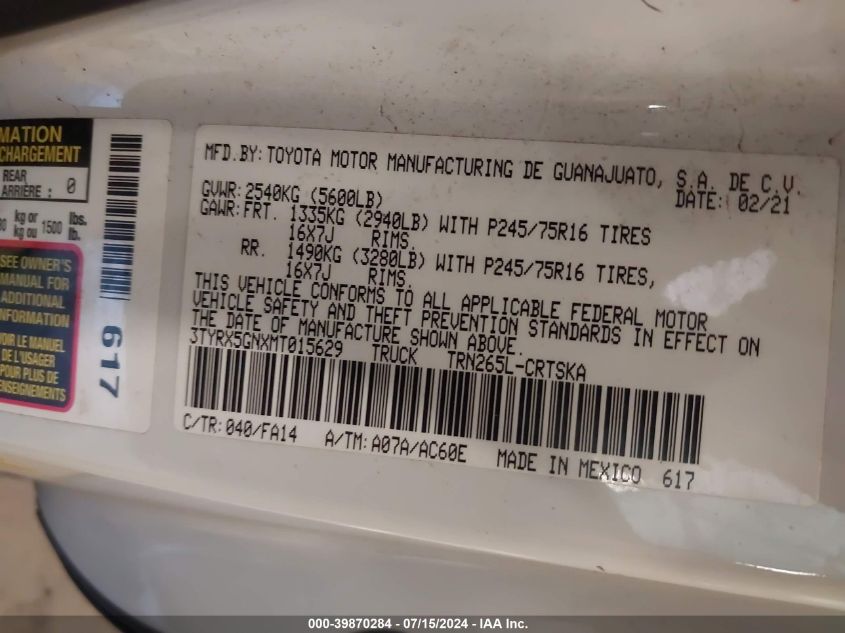 MATION
CHARGEMENT
REAR
ARRIÈRE : 0
kg or 1500 lbs.
kg ou lb.
SEE OWNER'S
MANUAL FOR
ADDITIONAL
INFORMATION
VOIR LE MANUEL
DE L'USAGER
POUR PLUS DE
RENSEIGNEMENTS
617
MFD.BY: TOYOTA MOTOR MANUFACTURING DE GUANAJUATO, S.A. DE C.V.
GVWR: 2540KG (5600LB) DATE: 02/21
GAWR: FRT. 1335KG (2940LB) WITH P245/75R16 TIRES
16X7J RIMS.
RR. 1490KG (3280LB) WITH P245/75R16 TIRES,
16X7J RIMS.
THIS VEHICLE CONFORMS TO ALL APPLICABLE FEDERAL MOTOR
VEHICLE SAFETY AND THEFT PREVENTION STANDARDS IN EFFECT ON
THE DATE OF MANUFACTURE SHOWN ABOVE.
3TYRX5GNXMT015629 TRUCK TRN265L-CRTSKA
C/TR: 040/FA14 A/TM: A07A/AC60E MADE IN MEXICO 617
000-39870284 - 07/15/2024 - IAA Inc.